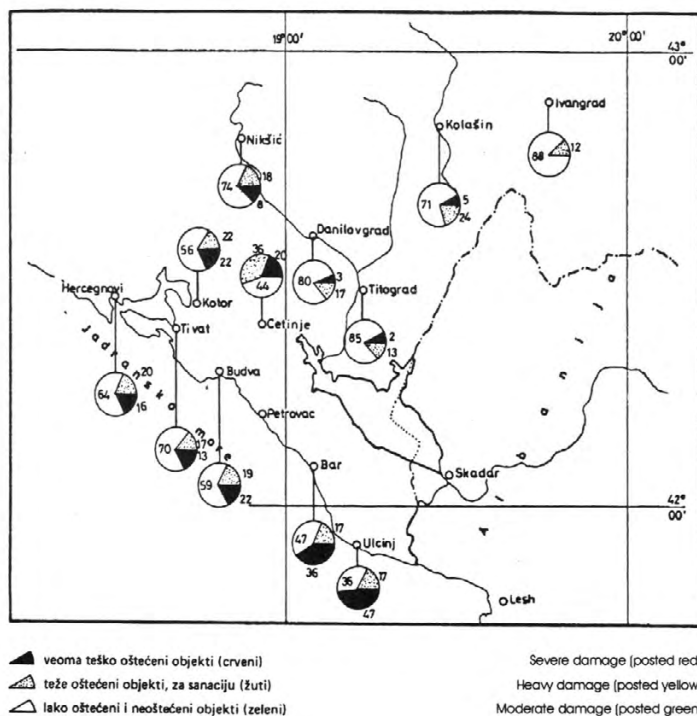 19°00' 20°00'
43°
00'
Ivangrad
Kolašin
88 12
Nikšić
74 18
8
71 5
24
56 22
22
Danilovgrad
36 20
44
80 3
17
Titograd
Hercegnovi
Kotor
Tivat
Cetinje
85 2
13
Jadransko more
Albanija
Budva
64 20
16
Petrovac
70 17
13
59 19
22
Bar
Skadar
42°
00'
47 17
36
Ulcinj
36 17
47
Lesh
veoma teško oštećeni objekti (crveni) Severe damage (posted red
teže oštećeni objekti, za sanaciju (žuti) Heavy damage (posted yellow
lako oštećeni i neoštećeni objekti (zeleni) Moderate damage (posted green